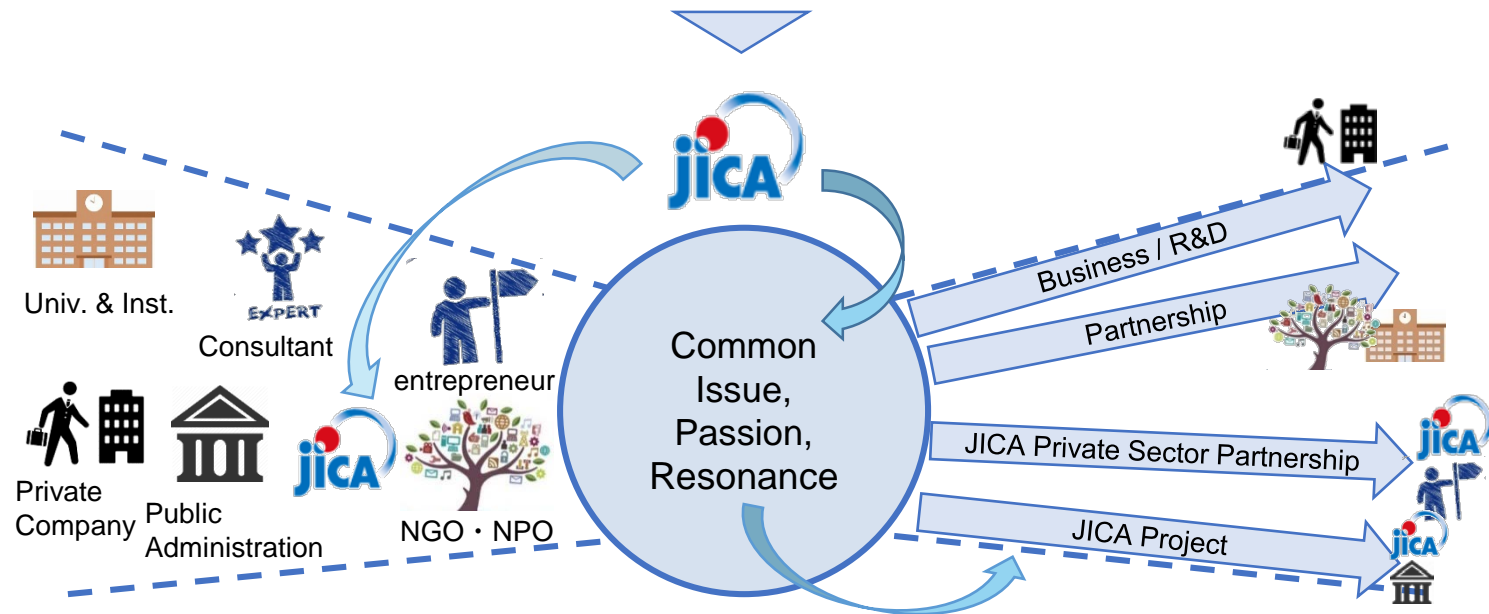 JICA
Univ. & Inst.
EXPERT
Consultant
entrepreneur
Private
Company
Public
Administration
JICA
NGO・NPO
Common
Issue,
Passion,
Resonance
Business / R&D
Partnership
JICA Private Sector Partnership
JICA
JICA Project
JICA